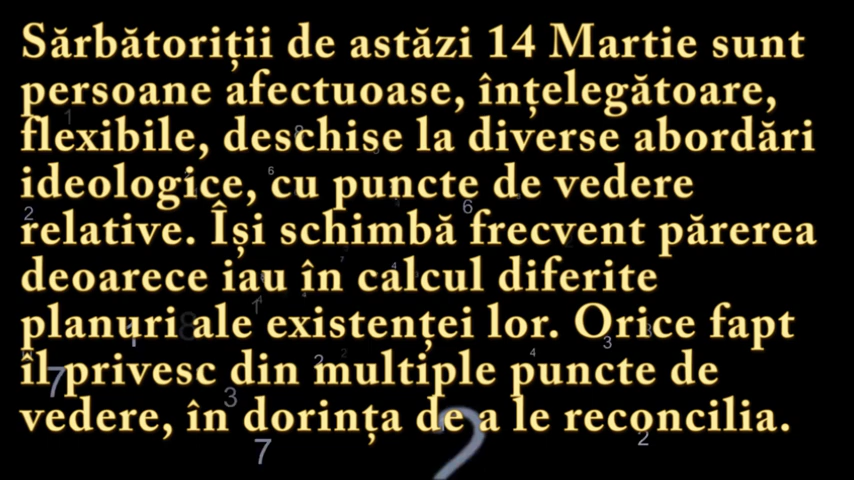 Sărbătoriții de astăzi 14 Martie sunt
persoane afectuoase, înțelegătoare,
flexibile, deschise la diverse abordări
ideologice, cu puncte de vedere
relative. Își schimbă frecvent părerea
deoarece iau în calcul diferite
planuri ale existenței lor. Orice fapt
îl privesc din multiple puncte de
vedere, în dorința de a le reconcilia.